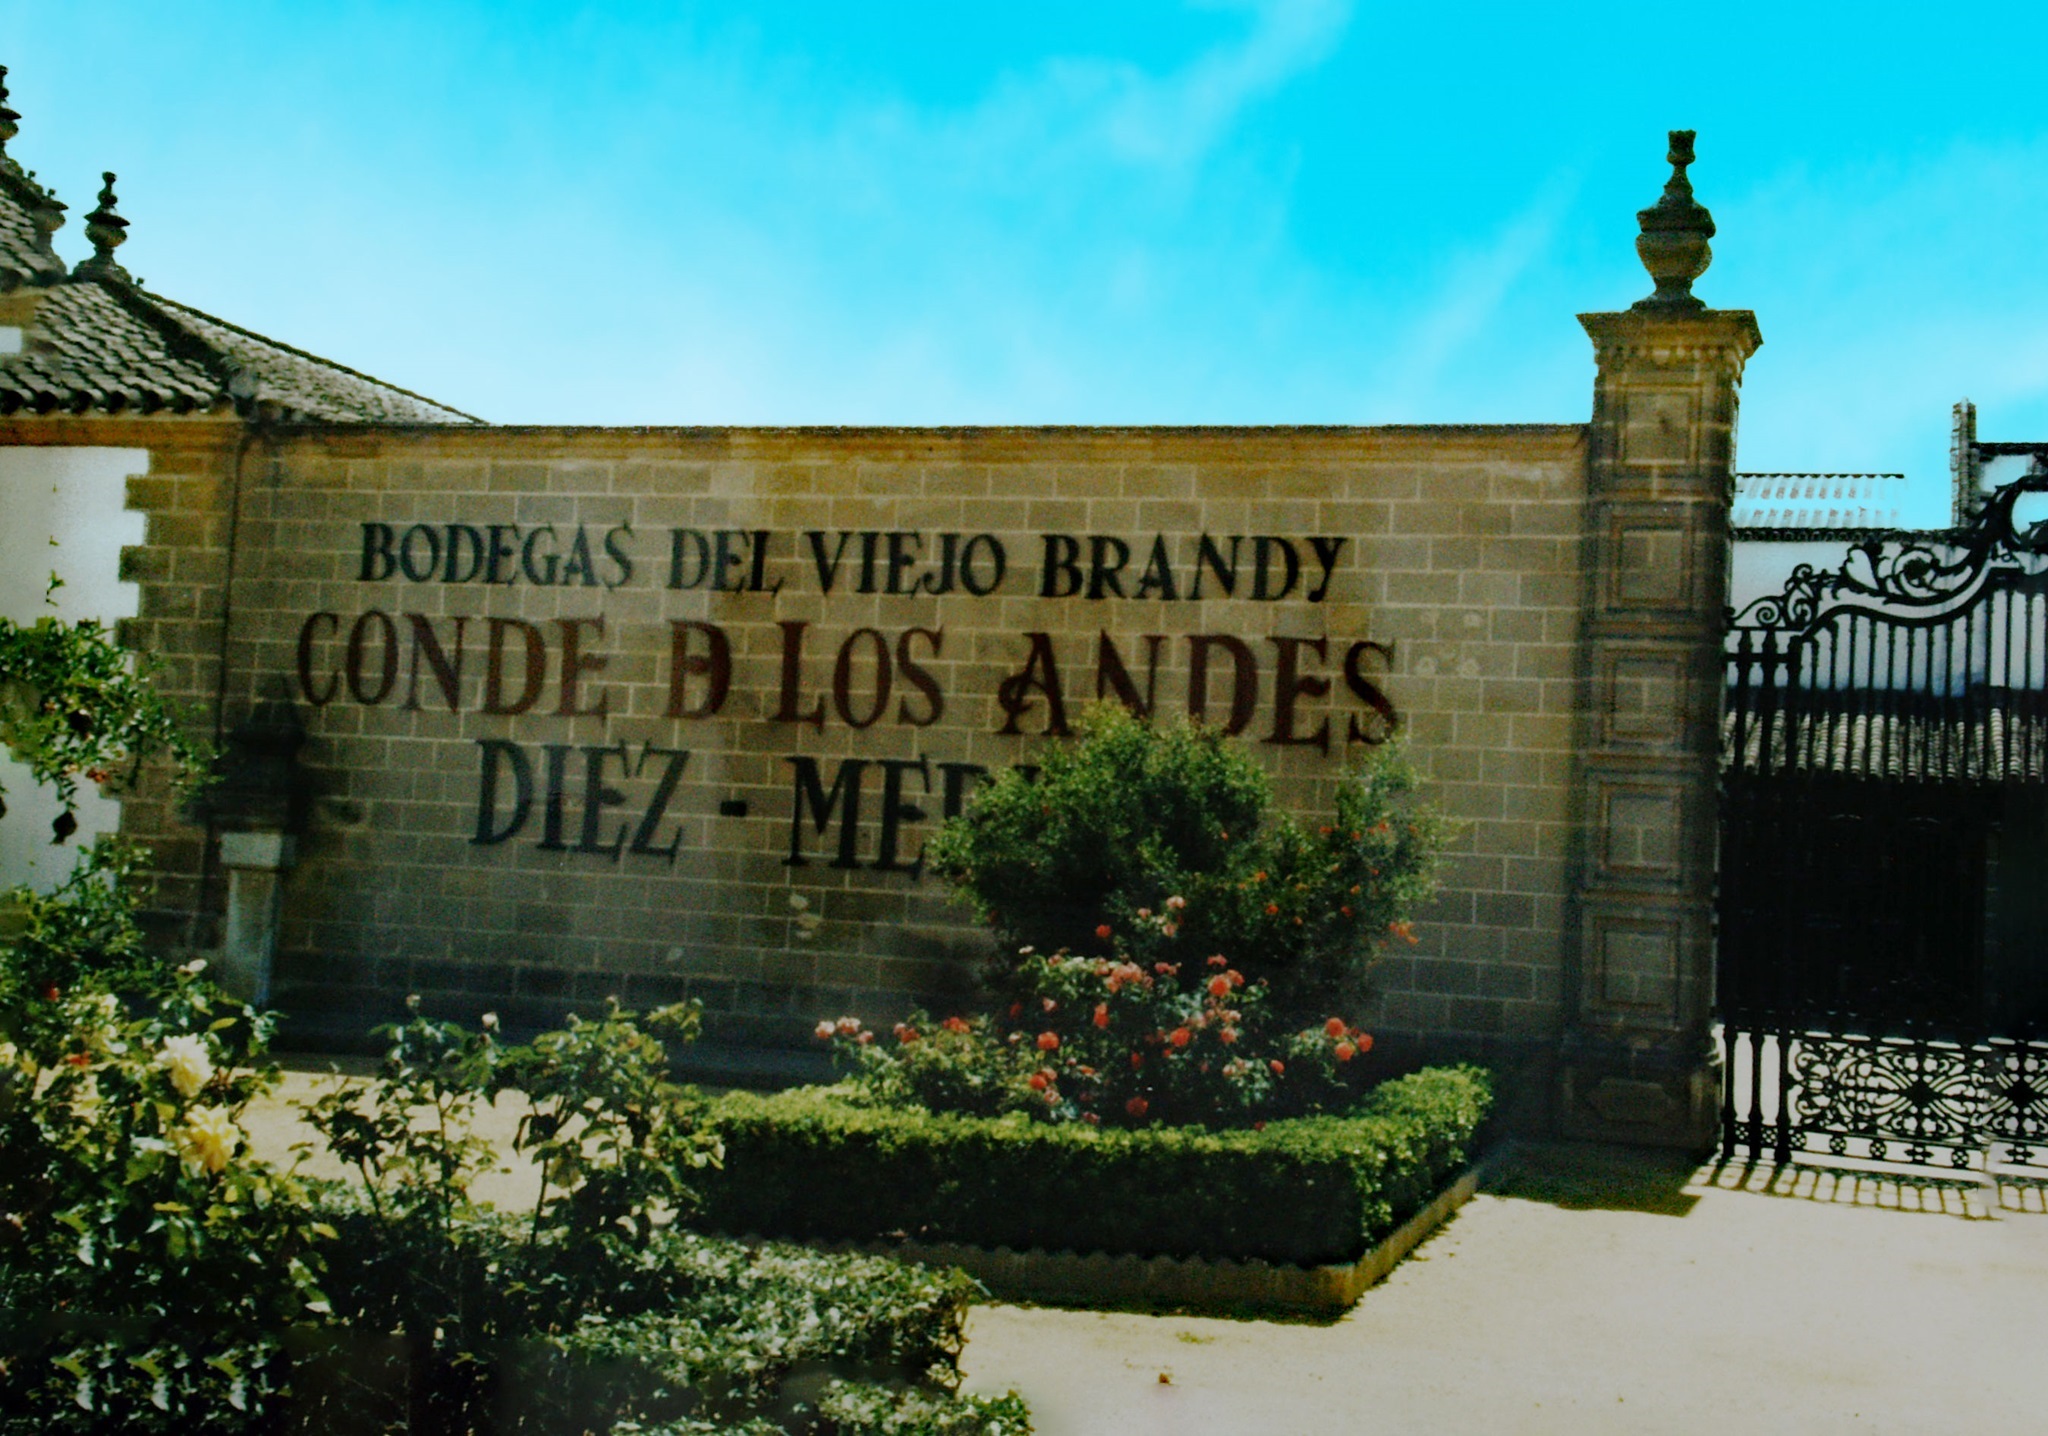 BODEGAS DEL VIEJO BRANDY
CONDE D LOS ANDES
DIEZ -